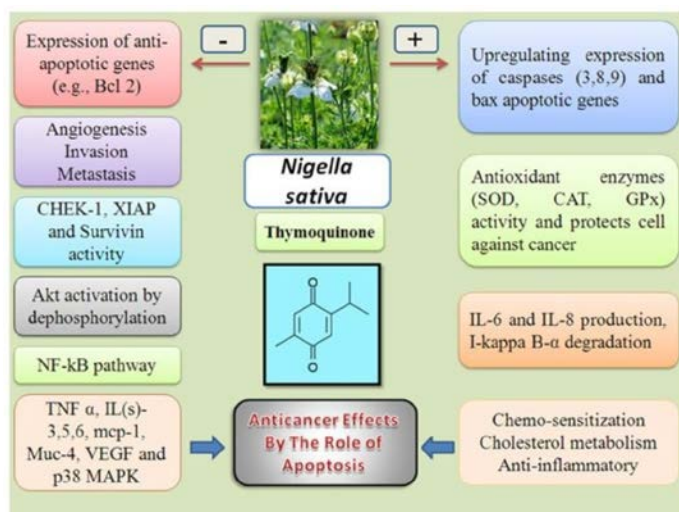 Expression of anti-
apoptotic genes
(e.g., Bcl 2)
-
+
Upregulating expression
of caspases (3,8,9) and
bax apoptotic genes
Angiogenesis
Invasion
Metastasis
Nigella
sativa
Antioxidant enzymes
(SOD, CAT, GPx)
activity and protects cell
against cancer
CHEK-1, XIAP
and Survivin
activity
Thymoquinone
Akt activation by
dephosphorylation
O
O
IL-6 and IL-8 production,
I-kappa B-α degradation
NF-kB pathway
TNF α, IL(s)-
3,5,6, mcp-1,
Muc-4, VEGF and
p38 MAPK
Anticancer Effects
By The Role of
Apoptosis
Chemo-sensitization
Cholesterol metabolism
Anti-inflammatory